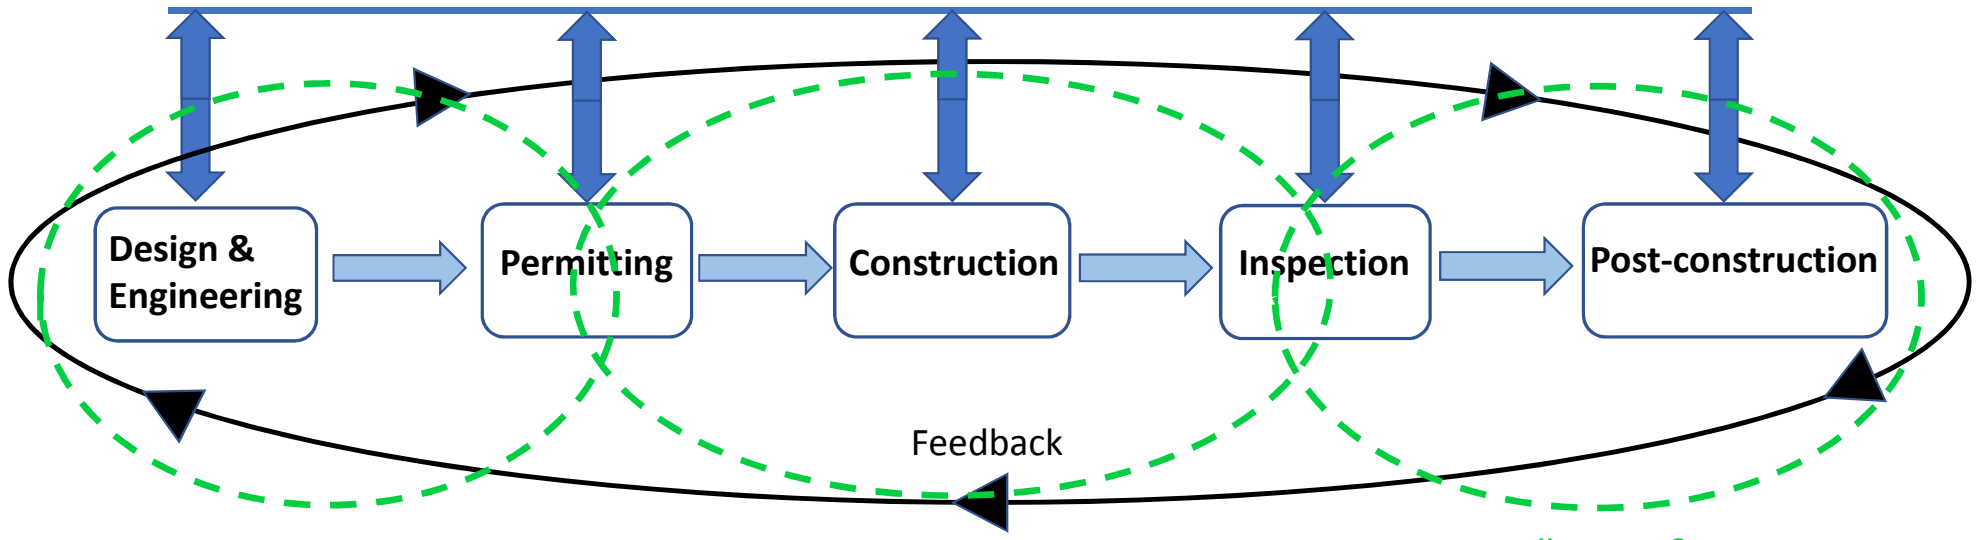 Design &
Engineering
Permitting
Construction
Inspection
Post-construction
Feedback